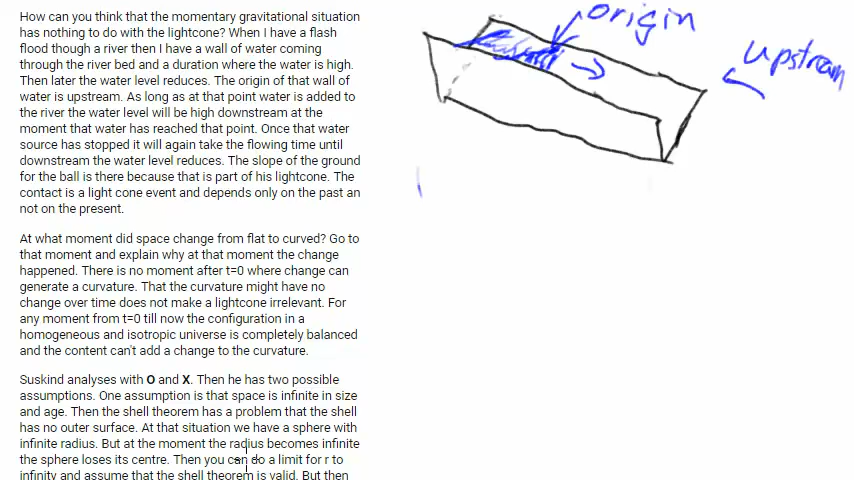 How can you think that the momentary gravitational situation
has nothing to do with the lightcone? When I have a flash
flood though a river then I have a wall of water coming
through the river bed and a duration where the water is high.
Then later the water level reduces. The origin of that wall of
water is upstream. As long as at that point water is added to
the river the water level will be high downstream at the
moment that water has reached that point. Once that water
source has stopped it will again take the flowing time until
downstream the water level reduces. The slope of the ground
for the ball is there because that is part of his lightcone. The
contact is a light cone event and depends only on the past an
not on the present.
At what moment did space change from flat to curved? Go to
that moment and explain why at that moment the change
happened. There is no moment after t=0 where change can
generate a curvature. That the curvature might have no
change over time does not make a lightcone irrelevant. For
any moment from t=0 till now the configuration in a
homogeneous and isotropic universe is completely balanced
and the content can't add a change to the curvature.
Suskind analyses with O and X. Then he has two possible
assumptions. One assumption is that space is infinite in size
and age. Then the shell theorem has a problem that the shell
has no outer surface. At that situation we have a sphere with
infinite radius. But at the moment the radius becomes infinite
the sphere loses its centre. Then you can do a limit for r to
infinity and assume that the shell theorem is valid. But then
origin
upstream